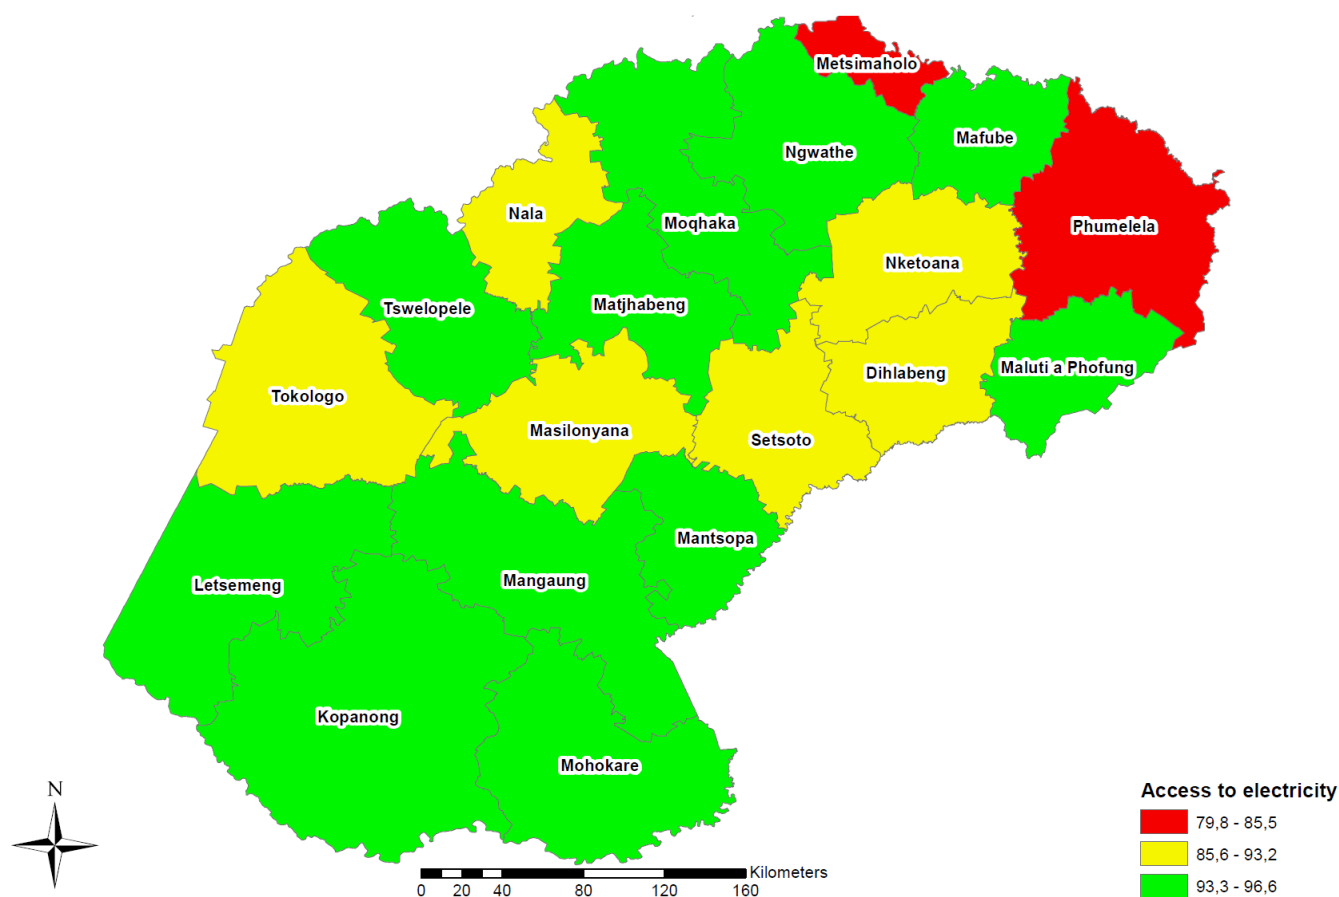 Metsimaholo
Mafube
Ngwathe
Phumelela
Nala
Moqhaka
Nketoana
Tswelopele
Matjhabeng
Maluti a Phofung
Dihlabeng
Tokologo
Masilonyana
Setsoto
Mantsopa
Letsemeng
Mangaung
Kopanong
Mohokare
N
Access to electricity
79,8 - 85,5
85,6 - 93,2
93,3 - 96,6
Kilometers
0 20 40 80 120 160